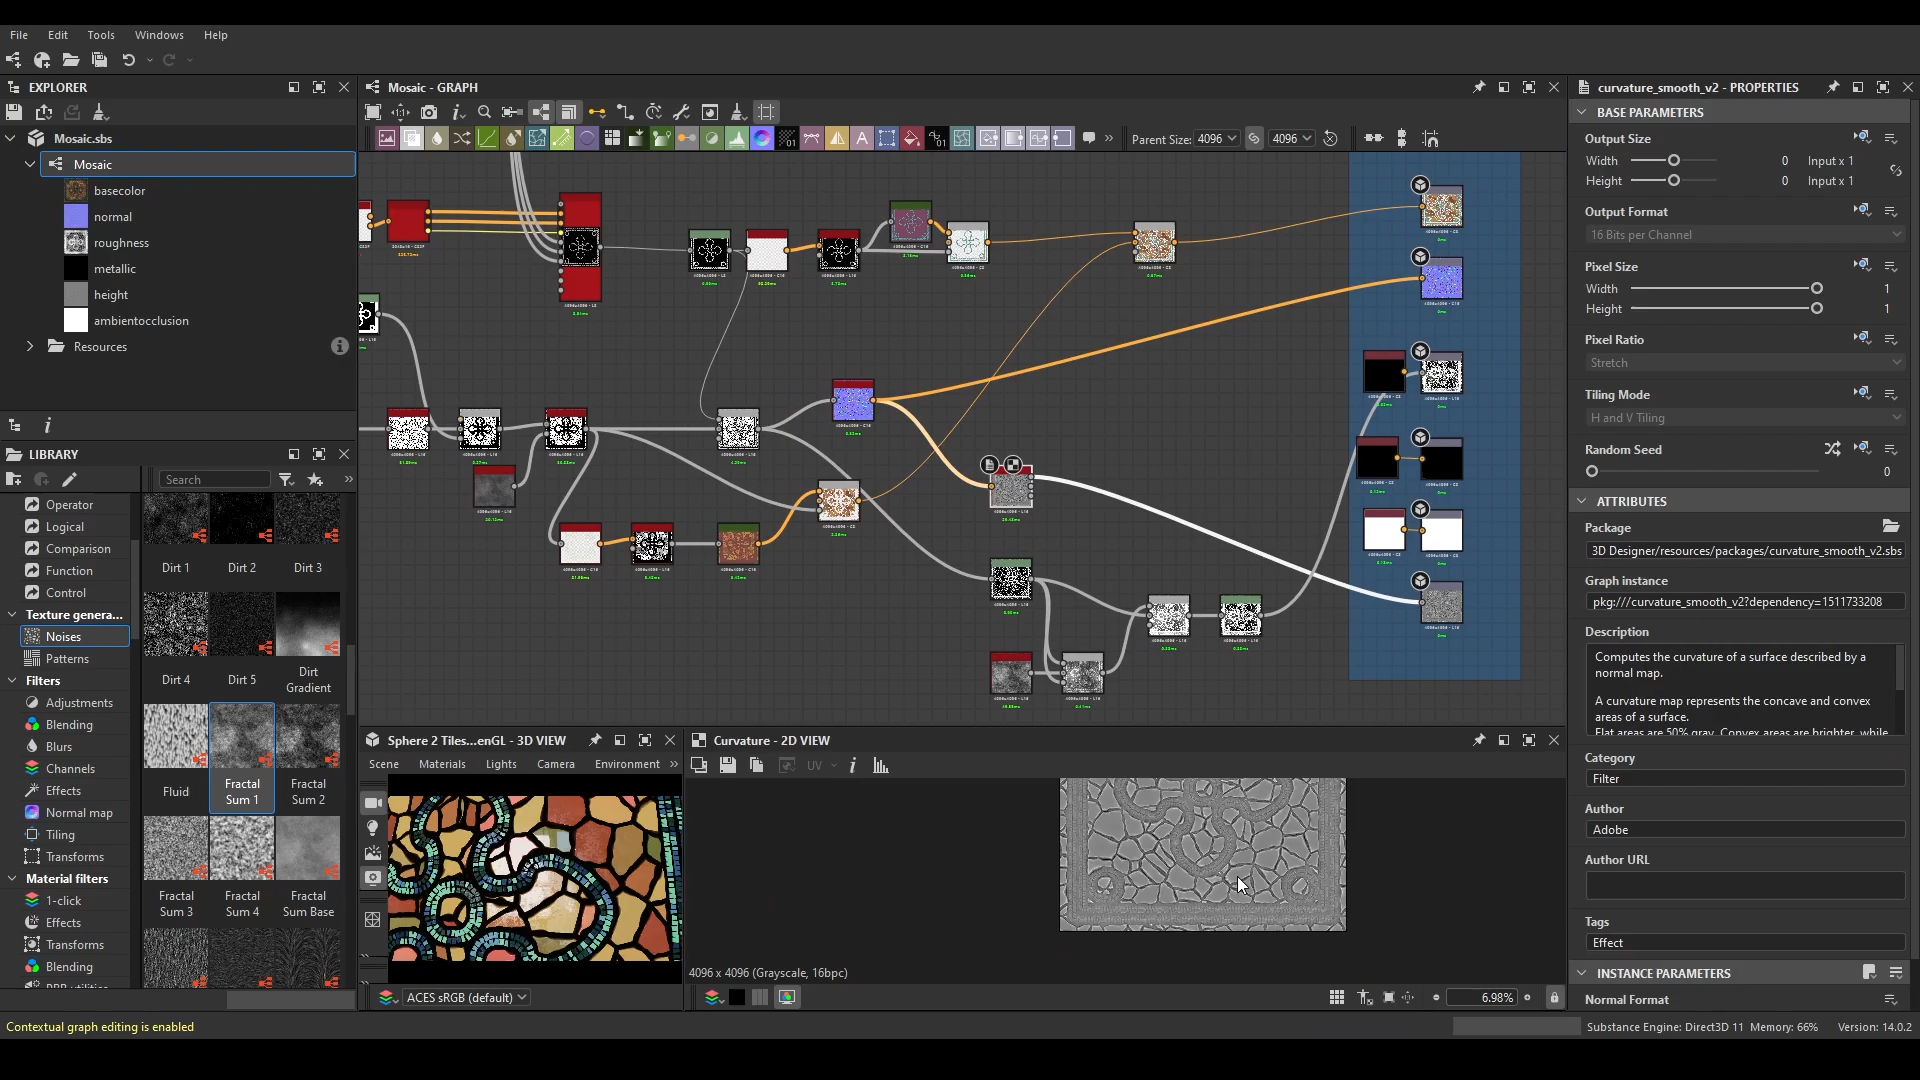 File Edit Tools Windows Help
EXPLORER
Mosaic.sbs
Mosaic
basecolor
normal
roughness
metallic
height
ambientocclusion
Resources
LIBRARY
Search
Operator
Logical
Comparison
Function
Control
Texture genera...
Noises
Patterns
Filters
Adjustments
Blending
Blurs
Channels
Effects
Normal map
Tiling
Transforms
Material filters
1-click
Effects
Transforms
Blending
Dirt 1 Dirt 2 Dirt 3
Dirt 4 Dirt 5 Dirt Gradient
Fluid Fractal Sum 1 Fractal Sum 2
Fractal Sum 3 Fractal Sum 4 Fractal Sum Base
Mosaic - GRAPH
Parent Size: 4096 4096
Sphere 2 Tiles...enGL - 3D VIEW
Scene Materials Lights Camera Environment
ACES sRGB (default)
Curvature - 2D VIEW
UV
4096 x 4096 (Grayscale, 16bpc)
6.98%
curvature_smooth_v2 - PROPERTIES
BASE PARAMETERS
Output Size
Width 0 Input x 1
Height 0 Input x 1
Output Format
16 Bits per Channel
Pixel Size
Width 1
Height 1
Pixel Ratio
Stretch
Tiling Mode
H and V Tiling
Random Seed
0
ATTRIBUTES
Package
3D Designer/resources/packages/curvature_smooth_v2.sbs
Graph instance
pkg:///curvature_smooth_v2?dependency=1511733208
Description
Computes the curvature of a surface described by a
normal map.
A curvature map represents the concave and convex
areas of a surface.
Flat areas are 50% gray. Convex areas are brighter, while
Category
Filter
Author
Adobe
Author URL
Tags
Effect
INSTANCE PARAMETERS
Normal Format
Contextual graph editing is enabled
Substance Engine: Direct3D 11 Memory: 66% Version: 14.0.2